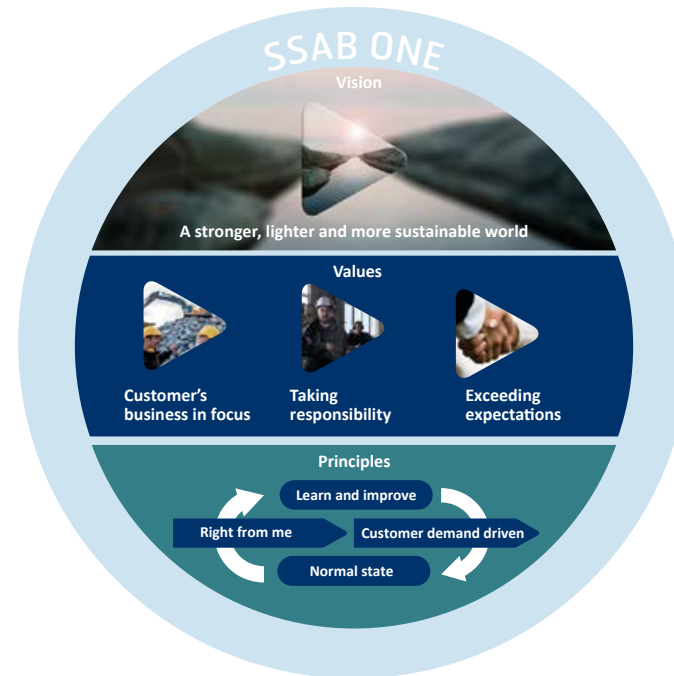 SSAB ONE
Vision
A stronger, lighter and more sustainable world
Values
Customer's
business in focus
Taking
responsibility
Exceeding
expectations
Principles
Learn and improve
Right from me
Customer demand driven
Normal state